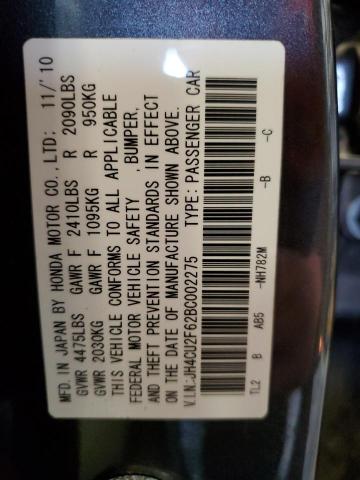 MFD. IN JAPAN BY HONDA MOTOR CO., LTD: 11/'10
GVWR 4475LBS GAWR F 2410LBS R 2090LBS
GVWR 2030KG GAWR F 1095KG R 950KG
THIS VEHICLE CONFORMS TO ALL APPLICABLE
FEDERAL MOTOR VEHICLE SAFETY , BUMPER,
AND THEFT PREVENTION STANDARDS IN EFFECT
ON THE DATE OF MANUFACTURE SHOWN ABOVE.
V.I.N:JH4CU2F62BC002275 TYPE: PASSENGER CAR
TL2 B AB5 -NH782M -B -C